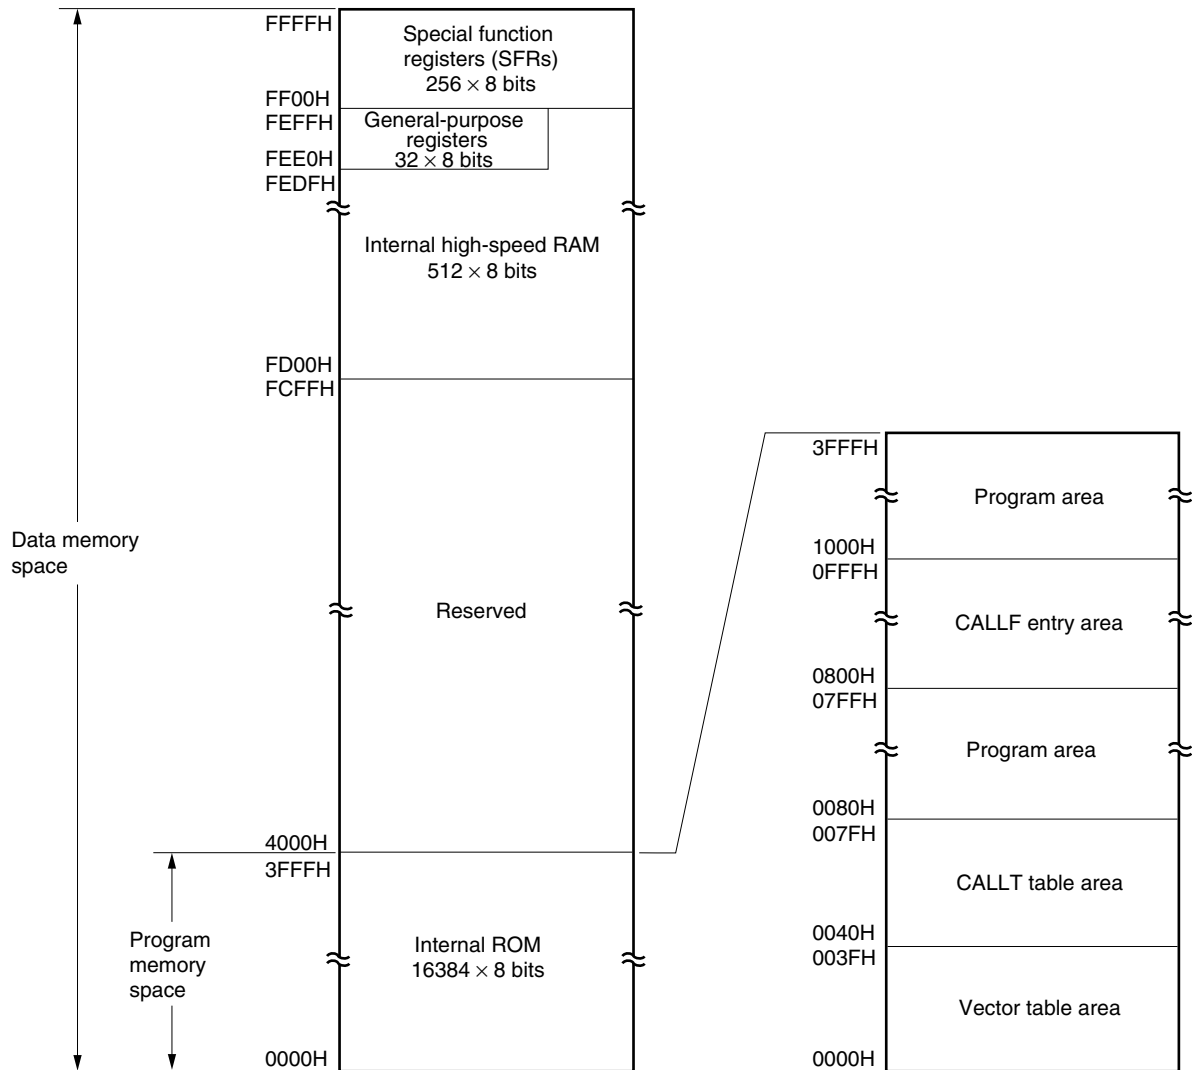 FFFFH
Special function
registers (SFRs)
256 × 8 bits
FF00H
FEFFH
General-purpose
registers
32 × 8 bits
FEE0H
FEDFH
Internal high-speed RAM
512 × 8 bits
FD00H
FCFFH
Data memory
space
Reserved
4000H
3FFFH
Program
memory
space
Internal ROM
16384 × 8 bits
0000H
3FFFH
Program area
1000H
0FFFH
CALLF entry area
0800H
07FFH
Program area
0080H
007FH
CALLT table area
0040H
003FH
Vector table area
0000H